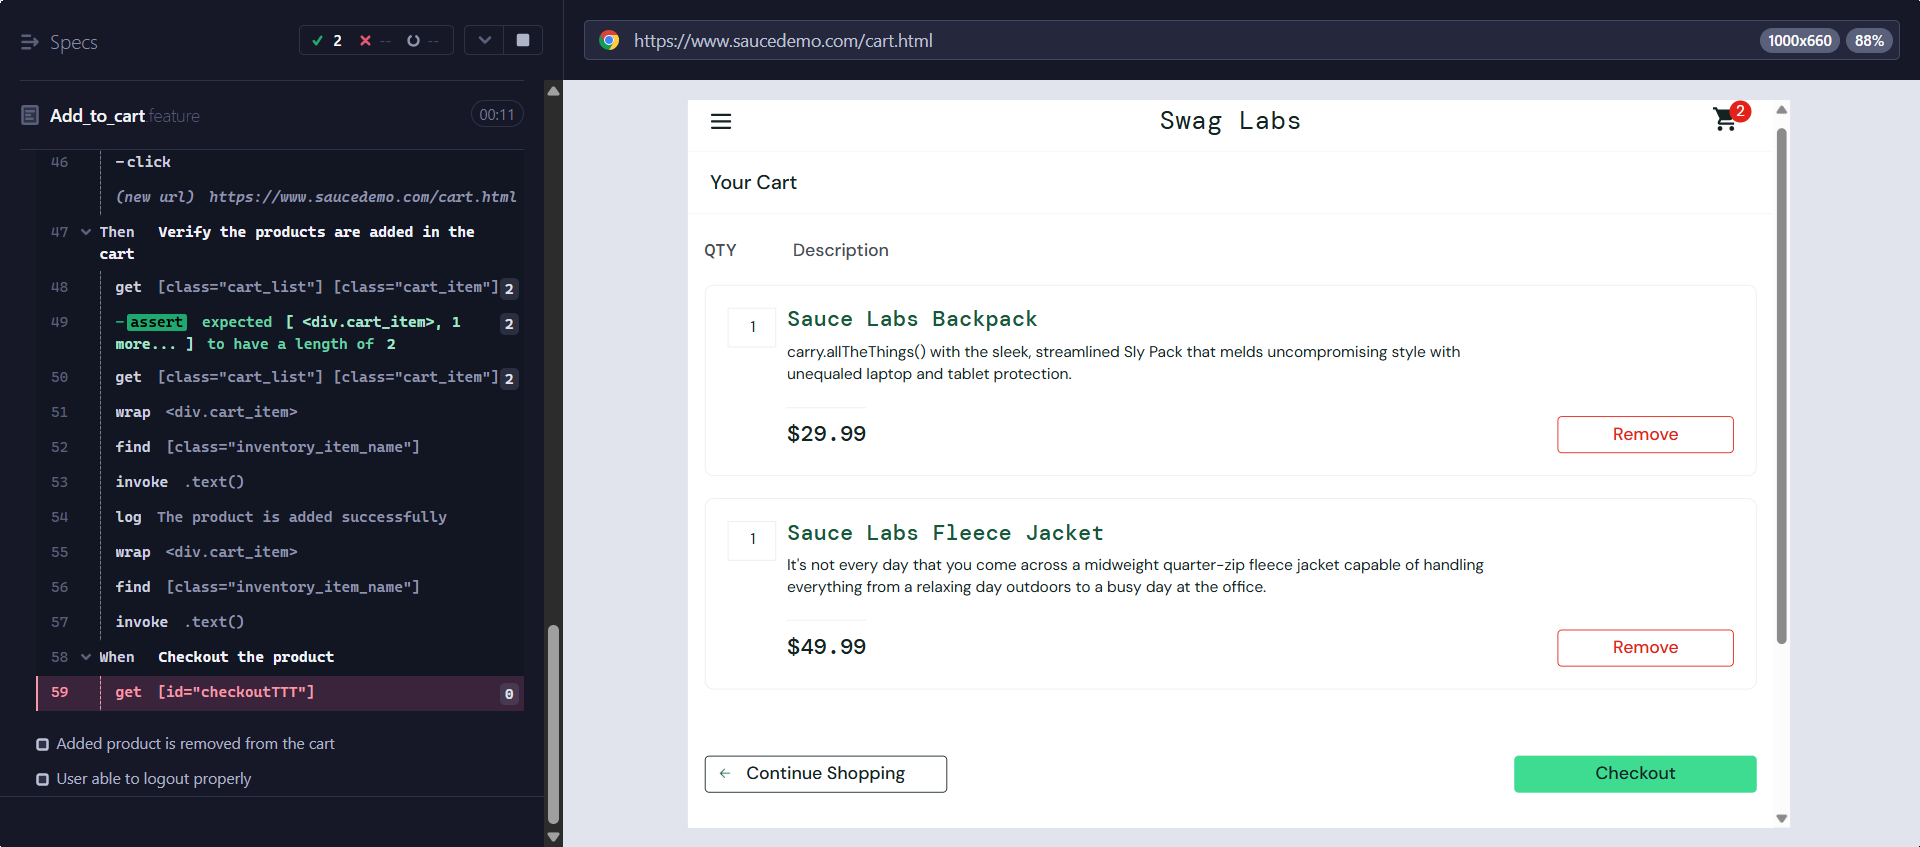 Specs
2 -- --
Add_to_cart.feature 00:11
46 -click
(new url) https://www.saucedemo.com/cart.html
47 Then Verify the products are added in the
cart
48 get [class="cart_list"] [class="cart_item"] 2
49 -assert expected [ <div.cart_item>, 1 2
more... ] to have a length of 2
50 get [class="cart_list"] [class="cart_item"] 2
51 wrap <div.cart_item>
52 find [class="inventory_item_name"]
53 invoke .text()
54 log The product is added successfully
55 wrap <div.cart_item>
56 find [class="inventory_item_name"]
57 invoke .text()
58 When Checkout the product
59 get [id="checkoutTTT"] 0
Added product is removed from the cart
User able to logout properly
https://www.saucedemo.com/cart.html 1000x660 88%
Swag Labs 2
Your Cart
QTY Description
1 Sauce Labs Backpack
carry.allTheThings() with the sleek, streamlined Sly Pack that melds uncompromising style with
unequaled laptop and tablet protection.
$29.99 Remove
1 Sauce Labs Fleece Jacket
It's not every day that you come across a midweight quarter-zip fleece jacket capable of handling
everything from a relaxing day outdoors to a busy day at the office.
$49.99 Remove
Continue Shopping Checkout